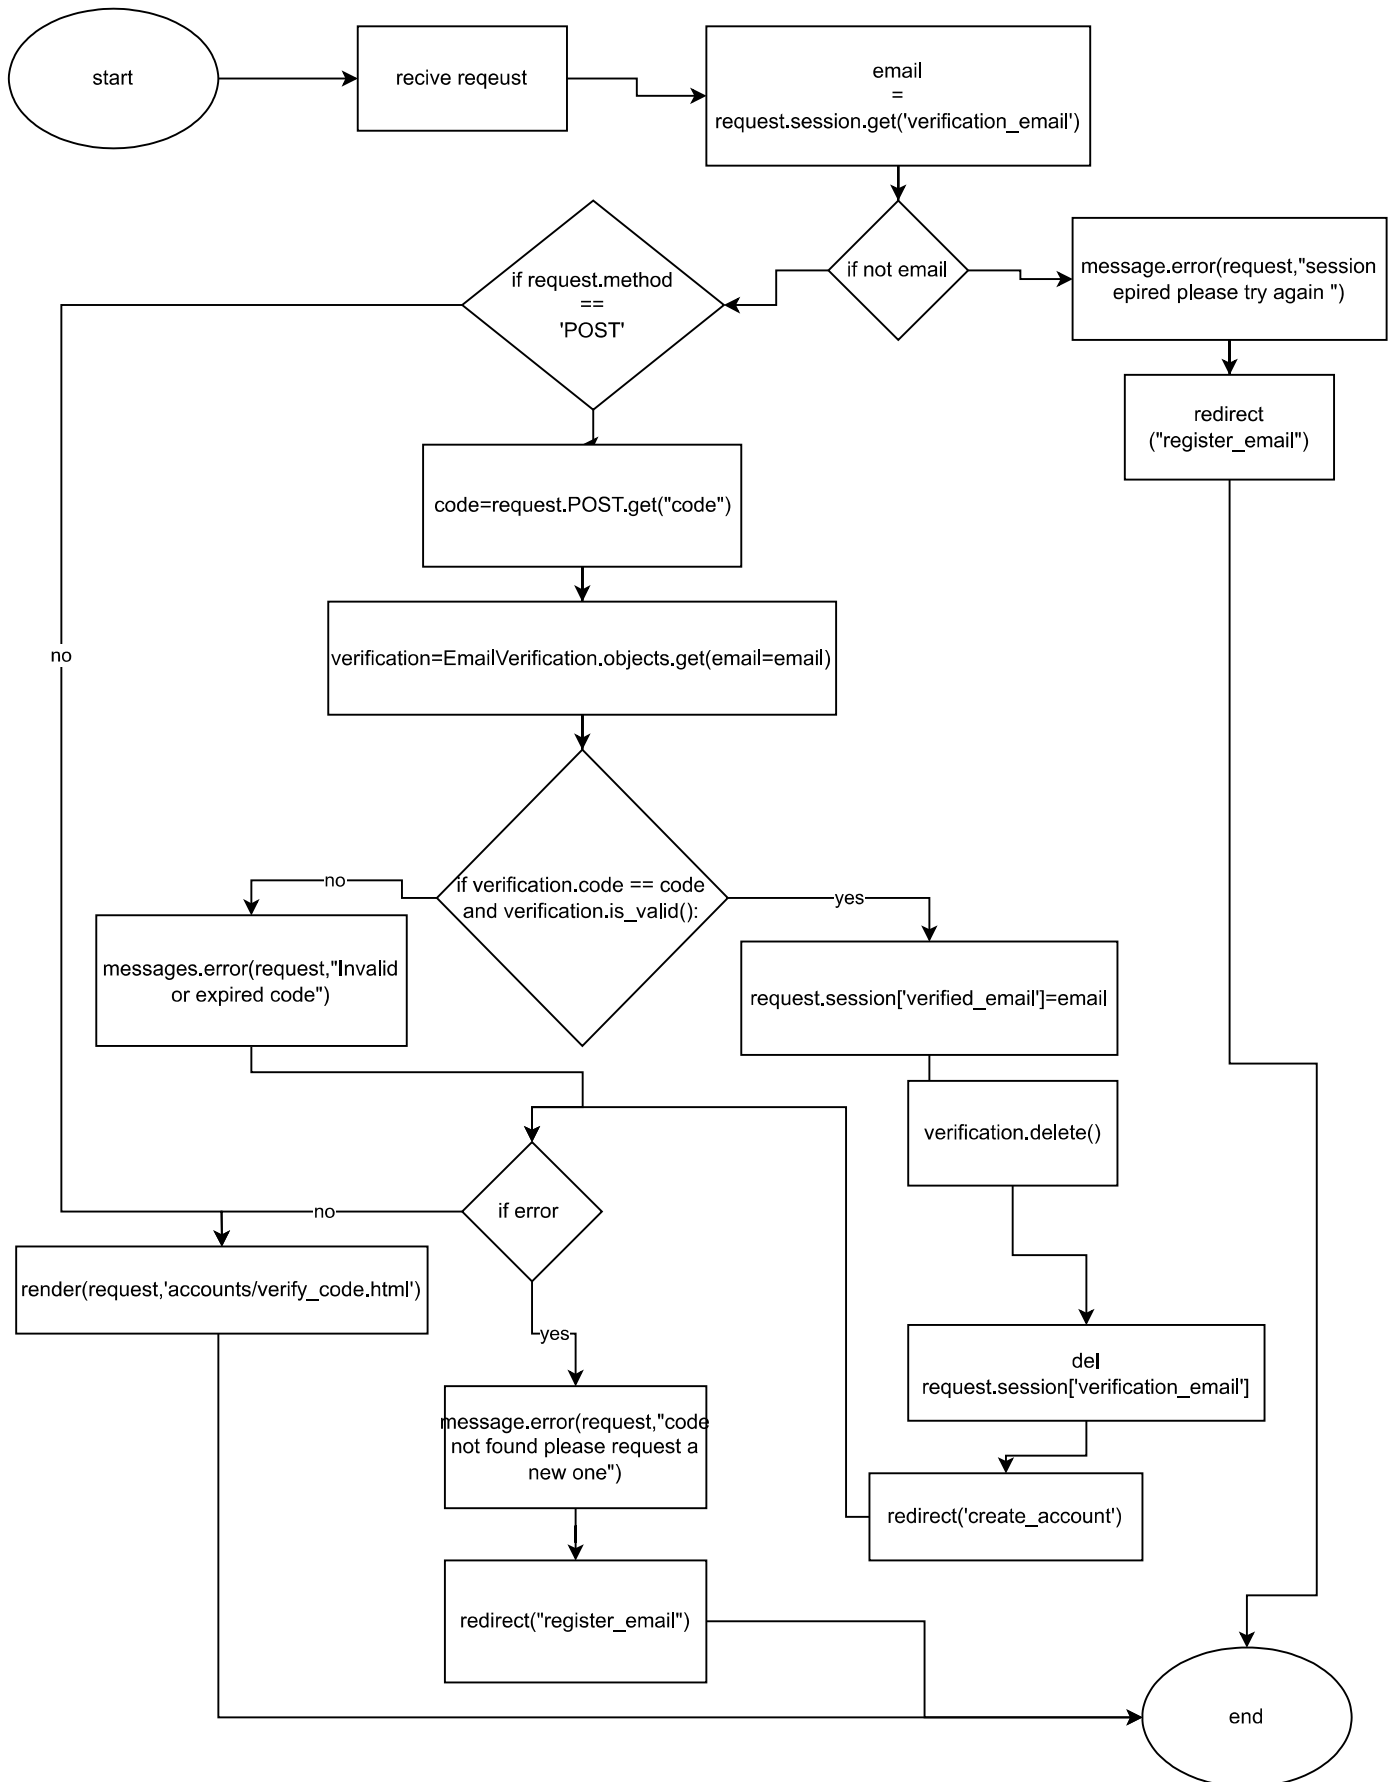 start
recive reqeust
email
=
request.session.get('verification_email')
if not email
message.error(request,"session
epired please try again ")
redirect
("register_email")
if request.method
==
'POST'
code=request.POST.get("code")
verification=EmailVerification.objects.get(email=email)
no
if verification.code == code
and verification.is_valid():
no
yes
messages.error(request,"Invalid
or expired code")
request.session['verified_email']=email
verification.delete()
if error
no
render(request,'accounts/verify_code.html')
yes
del
request.session['verification_email']
message.error(request,"code
not found please request a
new one")
redirect('create_account')
redirect("register_email")
end